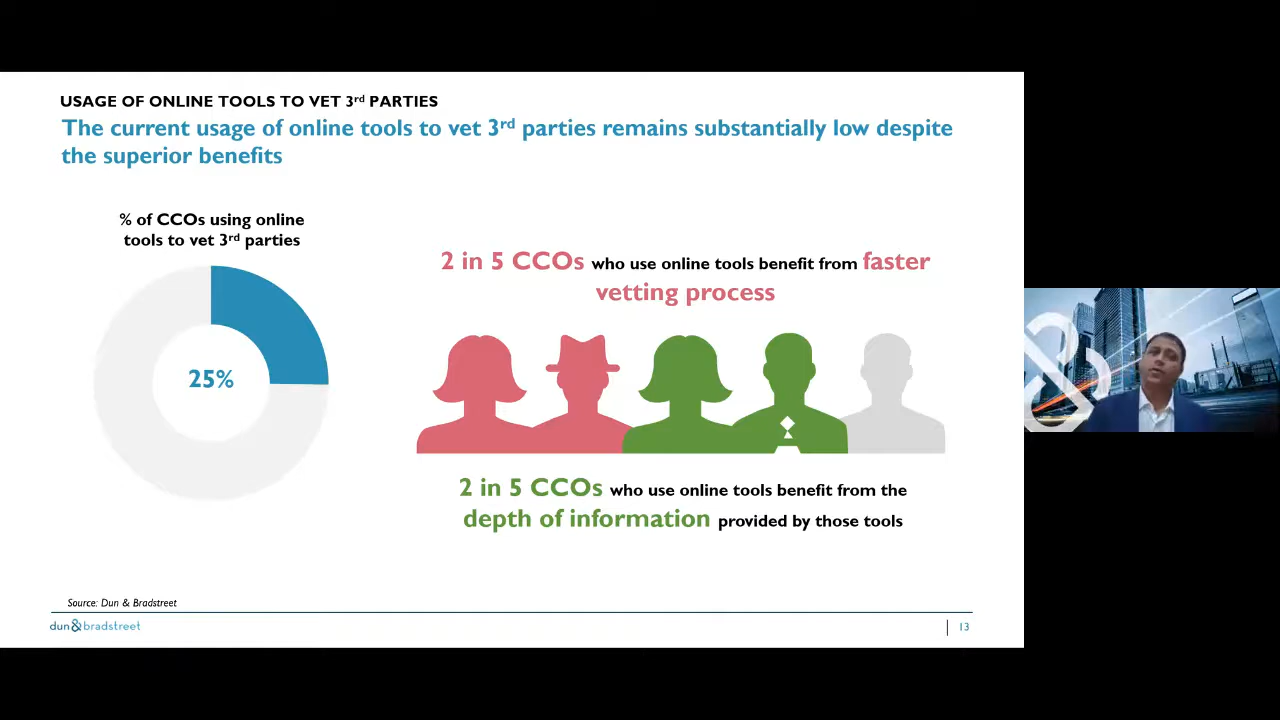 USAGE OF ONLINE TOOLS TO VET 3rd PARTIES
The current usage of online tools to vet 3rd parties remains substantially low despite
the superior benefits
% of CCOs using online
tools to vet 3rd parties
25%
2 in 5 CCOs who use online tools benefit from faster
vetting process
2 in 5 CCOs who use online tools benefit from the
depth of information provided by those tools
Source: Dun & Bradstreet
dun&bradstreet
13